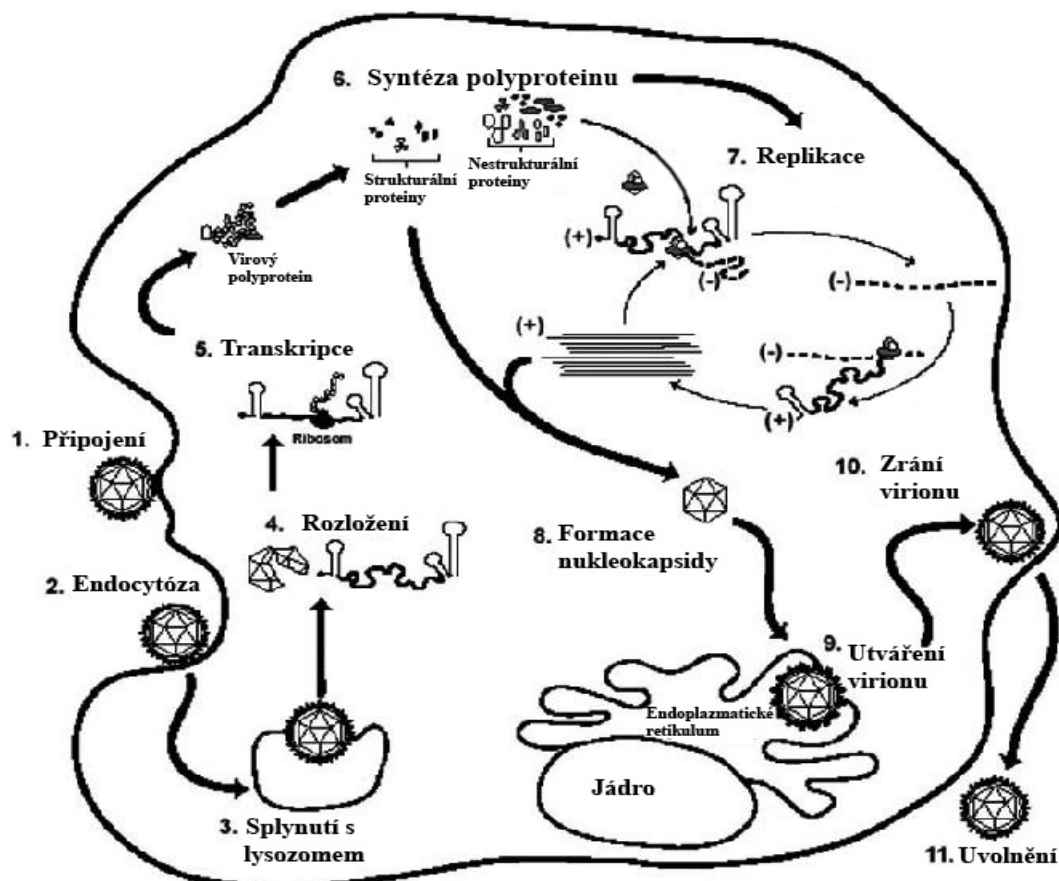 1. Připojení
2. Endocytóza
3. Splynutí s
lysozomem
4. Rozložení
5. Transkripce
Ribosom
Virový
polyprotein
6. Syntéza polyproteinu
Strukturální
proteiny
Nestrukturální
proteiny
7. Replikace
(+)
(-)
(-)
(-)
(+)
(+)
8. Formace
nukleokapsidy
9. Utváření
virionu
Endoplazmatické
retikulum
Jádro
10. Zrání
virionu
11. Uvolnění